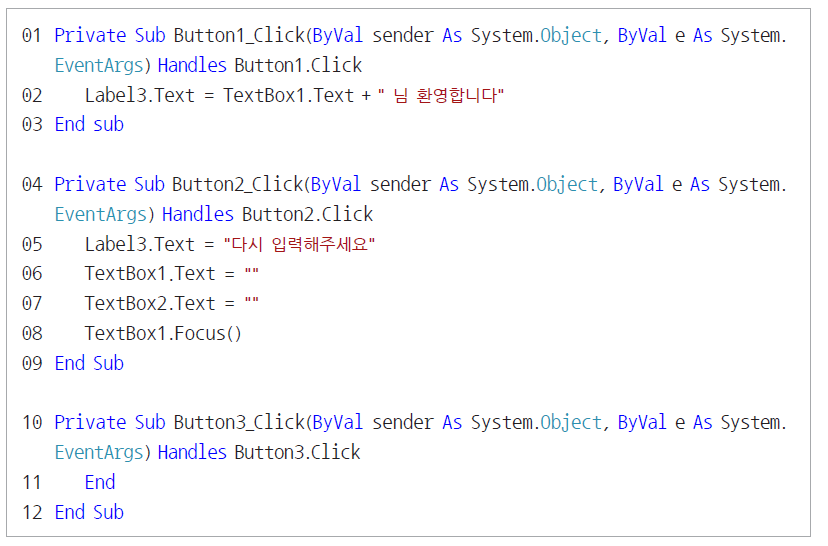 01 Private Sub Button1_Click(ByVal sender As System.Object, ByVal e As System.
EventArgs) Handles Button1.Click
02 Label3.Text = TextBox1.Text + " 님 환영합니다"
03 End sub
04 Private Sub Button2_Click(ByVal sender As System.Object, ByVal e As System.
EventArgs) Handles Button2.Click
05 Label3.Text = "다시 입력해주세요"
06 TextBox1.Text = ""
07 TextBox2.Text = ""
08 TextBox1.Focus()
09 End Sub
10 Private Sub Button3_Click(ByVal sender As System.Object, ByVal e As System.
EventArgs) Handles Button3.Click
11 End
12 End Sub